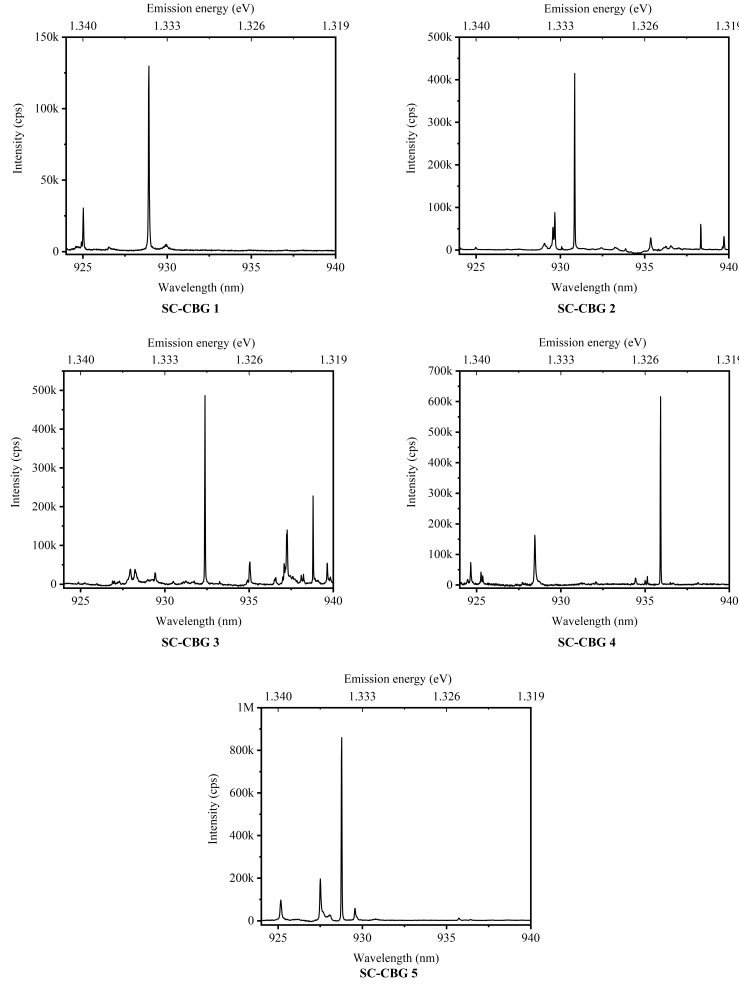 Emission energy (eV)
1.340 1.333 1.326 1.319
150k
100k
50k
0
Intensity (cps)
925 930 935 940
Wavelength (nm)
SC-CBG 1
Emission energy (eV)
1.340 1.333 1.326 1.319
500k
400k
300k
200k
100k
0
Intensity (cps)
925 930 935 940
Wavelength (nm)
SC-CBG 2
Emission energy (eV)
1.340 1.333 1.326 1.319
500k
400k
300k
200k
100k
0
Intensity (cps)
925 930 935 940
Wavelength (nm)
SC-CBG 3
Emission energy (eV)
1.340 1.333 1.326 1.319
700k
600k
500k
400k
300k
200k
100k
0
Intensity (cps)
925 930 935 940
Wavelength (nm)
SC-CBG 4
Emission energy (eV)
1.340 1.333 1.326 1.319
1M
800k
600k
400k
200k
0
Intensity (cps)
925 930 935 940
Wavelength (nm)
SC-CBG 5